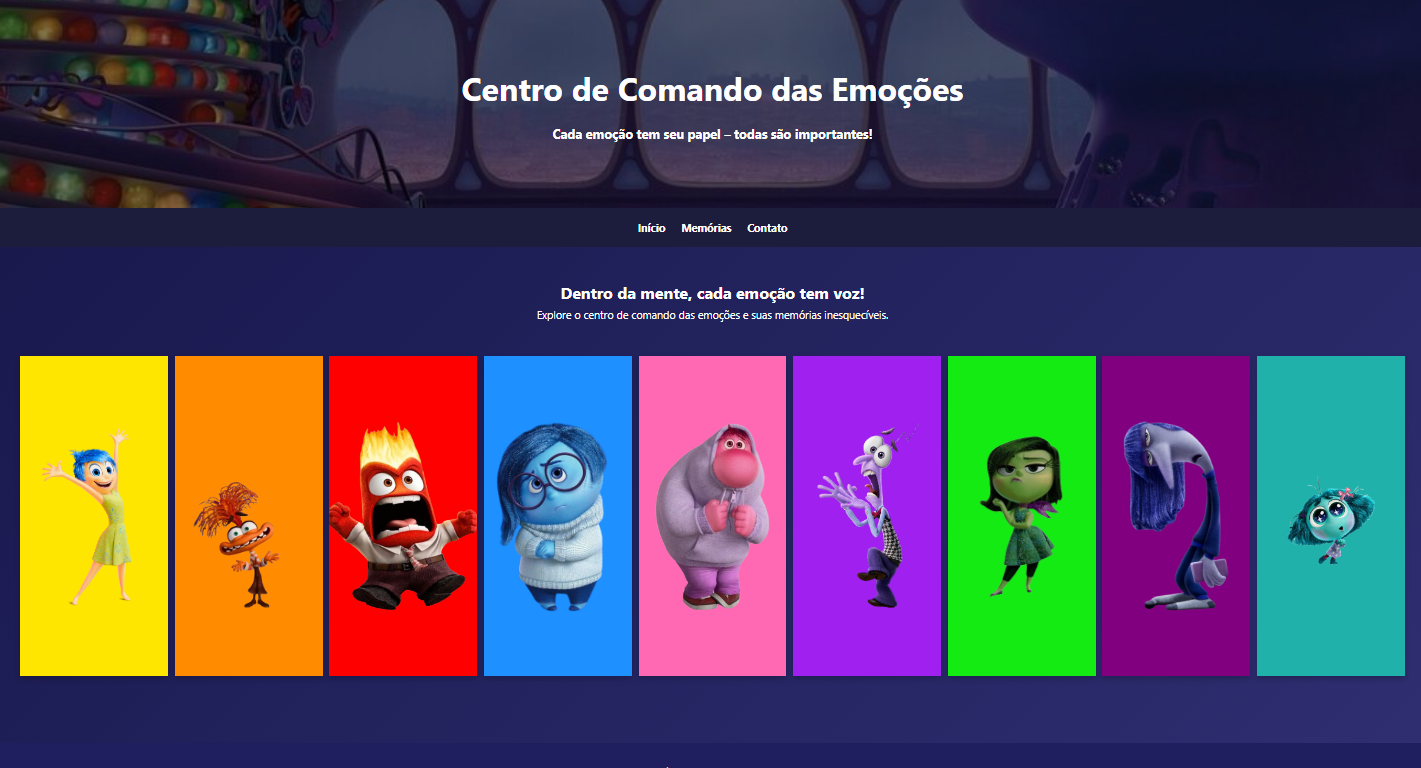 Centro de Comando das Emoções
Cada emoção tem seu papel – todas são importantes!
Início Memórias Contato
Dentro da mente, cada emoção tem voz!
Explore o centro de comando das emoções e suas memórias inesquecíveis.